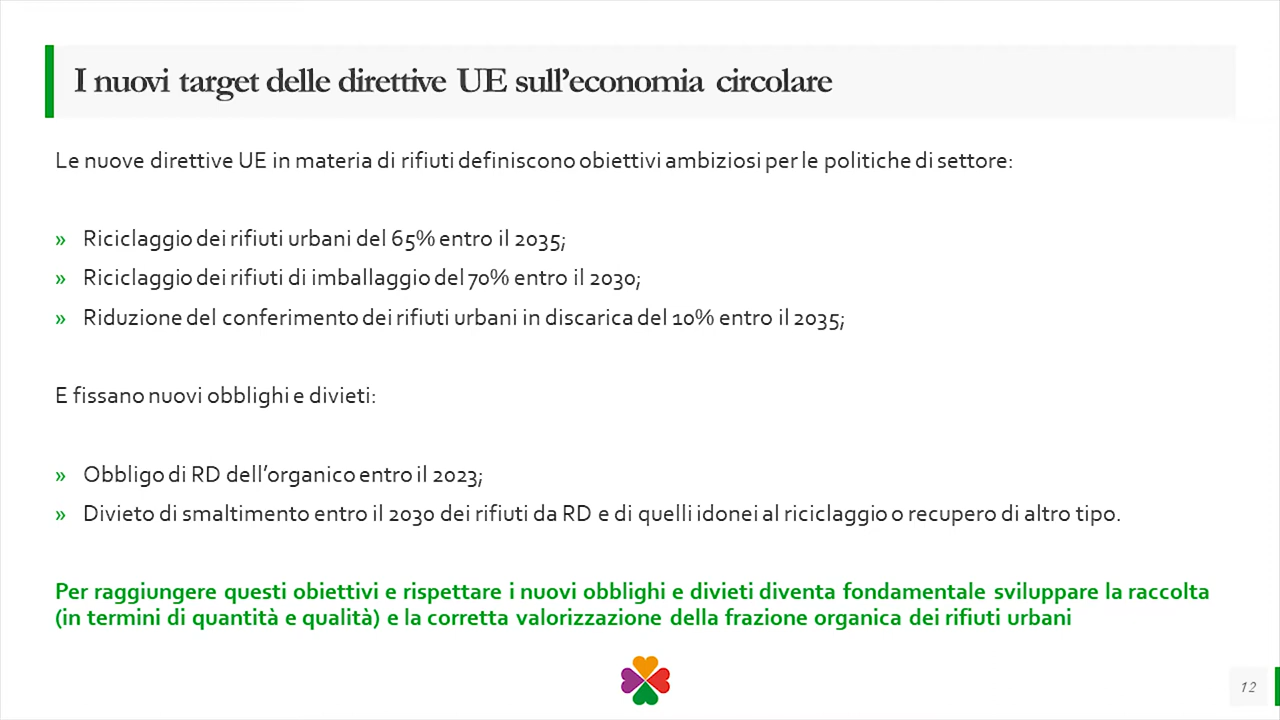 I nuovi target delle direttive UE sull’economia circolare
Le nuove direttive UE in materia di rifiuti definiscono obiettivi ambiziosi per le politiche di settore:
» Riciclaggio dei rifiuti urbani del 65% entro il 2035;
» Riciclaggio dei rifiuti di imballaggio del 70% entro il 2030;
» Riduzione del conferimento dei rifiuti urbani in discarica del 10% entro il 2035;
E fissano nuovi obblighi e divieti:
» Obbligo di RD dell’organico entro il 2023;
» Divieto di smaltimento entro il 2030 dei rifiuti da RD e di quelli idonei al riciclaggio o recupero di altro tipo.
Per raggiungere questi obiettivi e rispettare i nuovi obblighi e divieti diventa fondamentale sviluppare la raccolta
(in termini di quantità e qualità) e la corretta valorizzazione della frazione organica dei rifiuti urbani
12